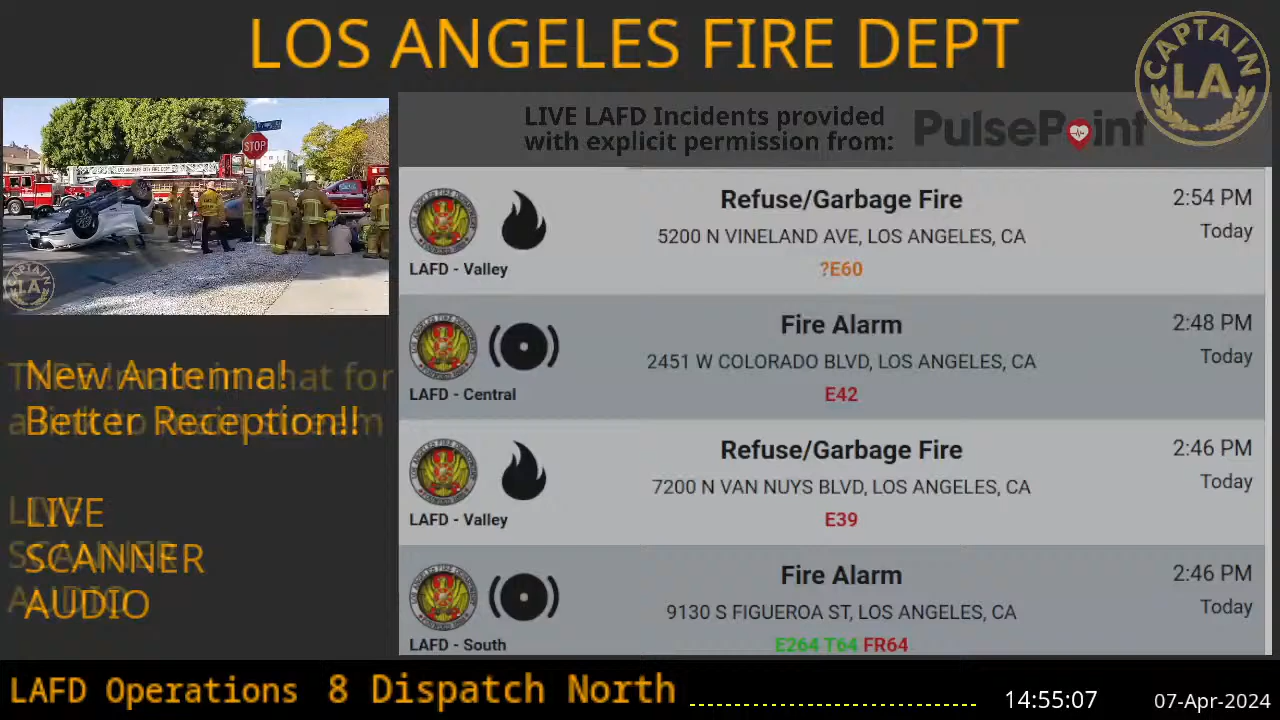 LOS ANGELES FIRE DEPT
CAPTAIN
LA
LIVE LAFD Incidents provided
with explicit permission from:
PulsePoint
STOP
LAFD - Valley
Refuse/Garbage Fire
5200 N VINELAND AVE, LOS ANGELES, CA
?E60
2:54 PM
Today
LAFD - Central
Fire Alarm
2451 W COLORADO BLVD, LOS ANGELES, CA
E42
2:48 PM
Today
LAFD - Valley
Refuse/Garbage Fire
7200 N VAN NUYS BLVD, LOS ANGELES, CA
E39
2:46 PM
Today
LAFD - South
Fire Alarm
9130 S FIGUEROA ST, LOS ANGELES, CA
E264 T64 FR64
2:46 PM
Today
New Antenna!
Better Reception!!
LIVE
SCANNER
AUDIO
LAFD Operations 8 Dispatch North
14:55:07 07-Apr-2024